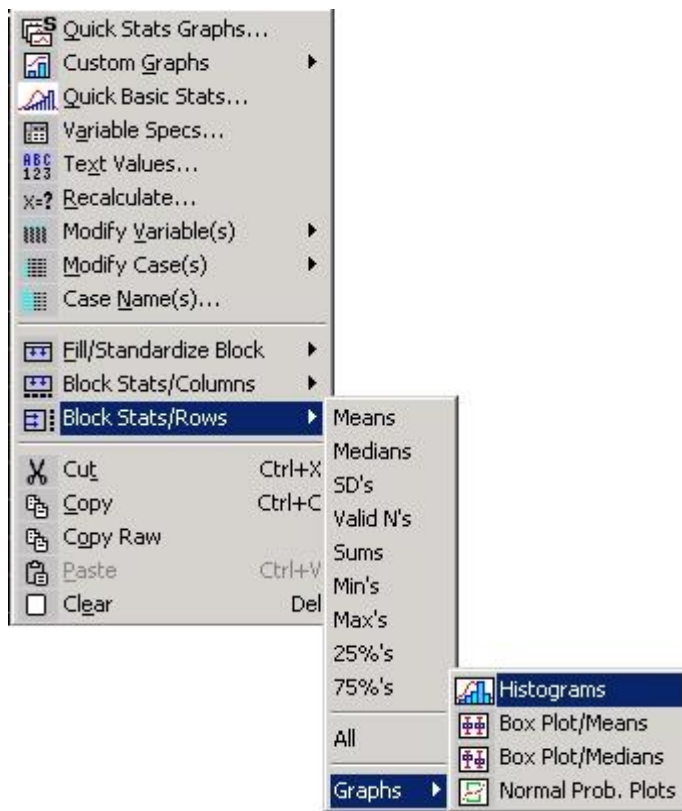 Quick Stats Graphs...
Custom Graphs
Quick Basic Stats...
Variable Specs...
Text Values...
Recalculate...
Modify Variable(s)
Modify Case(s)
Case Name(s)...
Fill/Standardize Block
Block Stats/Columns
Block Stats/Rows
Cut Ctrl+X
Copy Ctrl+C
Copy Raw
Paste Ctrl+V
Clear Del
Means
Medians
SD's
Valid N's
Sums
Min's
Max's
25%'s
75%'s
All
Graphs
Histograms
Box Plot/Means
Box Plot/Medians
Normal Prob. Plots
S
ABC
123
X=?